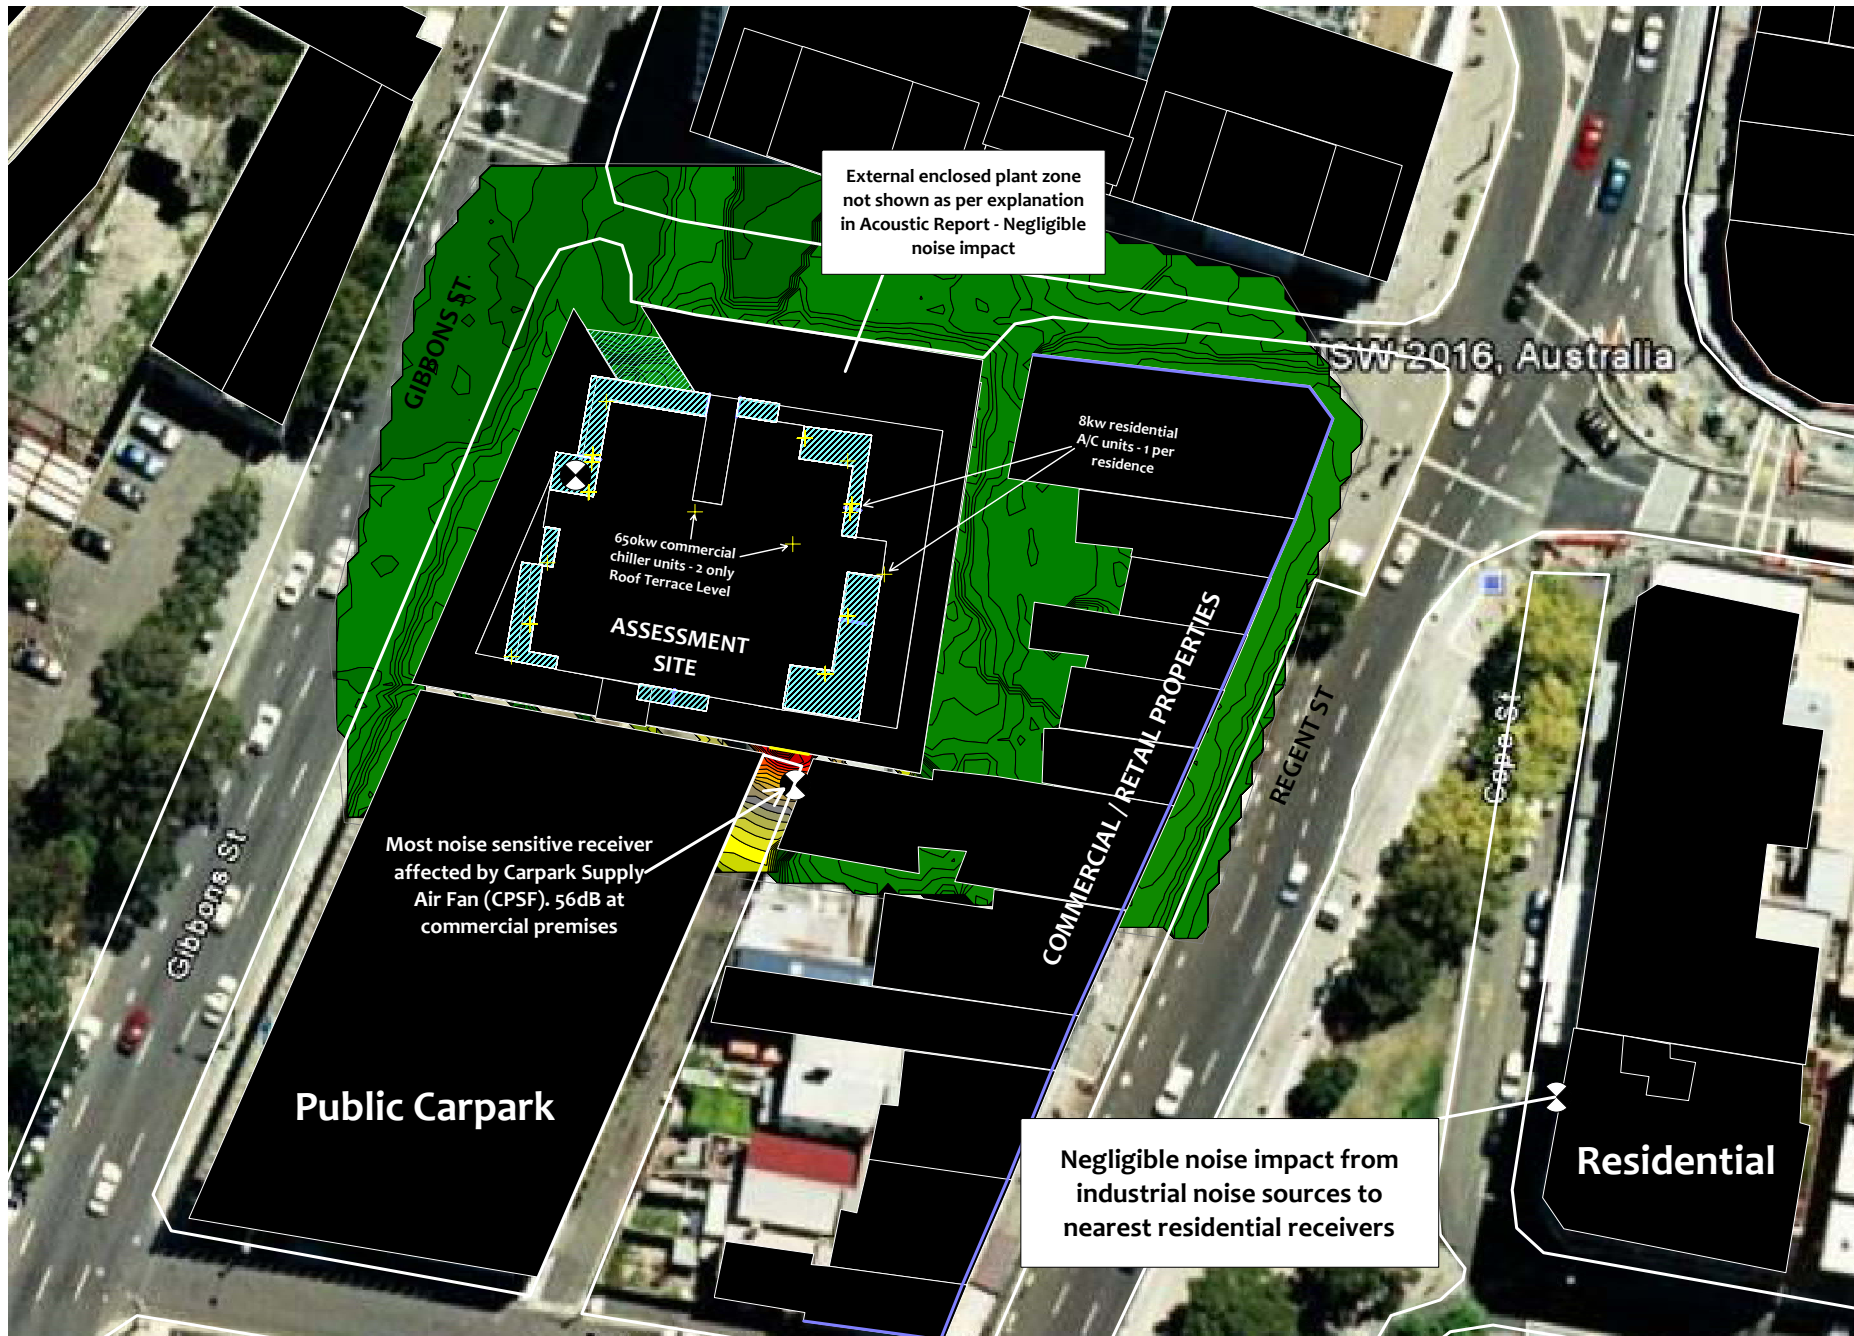 External enclosed plant zone
not shown as per explanation
in Acoustic Report - Negligible
noise impact
GIBBONS ST
NSW 2016, Australia
8kw residential
A/C units - 1 per
residence
650kw commercial
chiller units - 2 only
Roof Terrace Level
ASSESSMENT
SITE
COMMERCIAL / RETAIL PROPERTIES
REGENT ST
Cope St
Most noise sensitive receiver
affected by Carpark Supply
Air Fan (CPSF). 56dB at
commercial premises
Gibbons St
Public Carpark
Negligible noise impact from
industrial noise sources to
nearest residential receivers
Residential